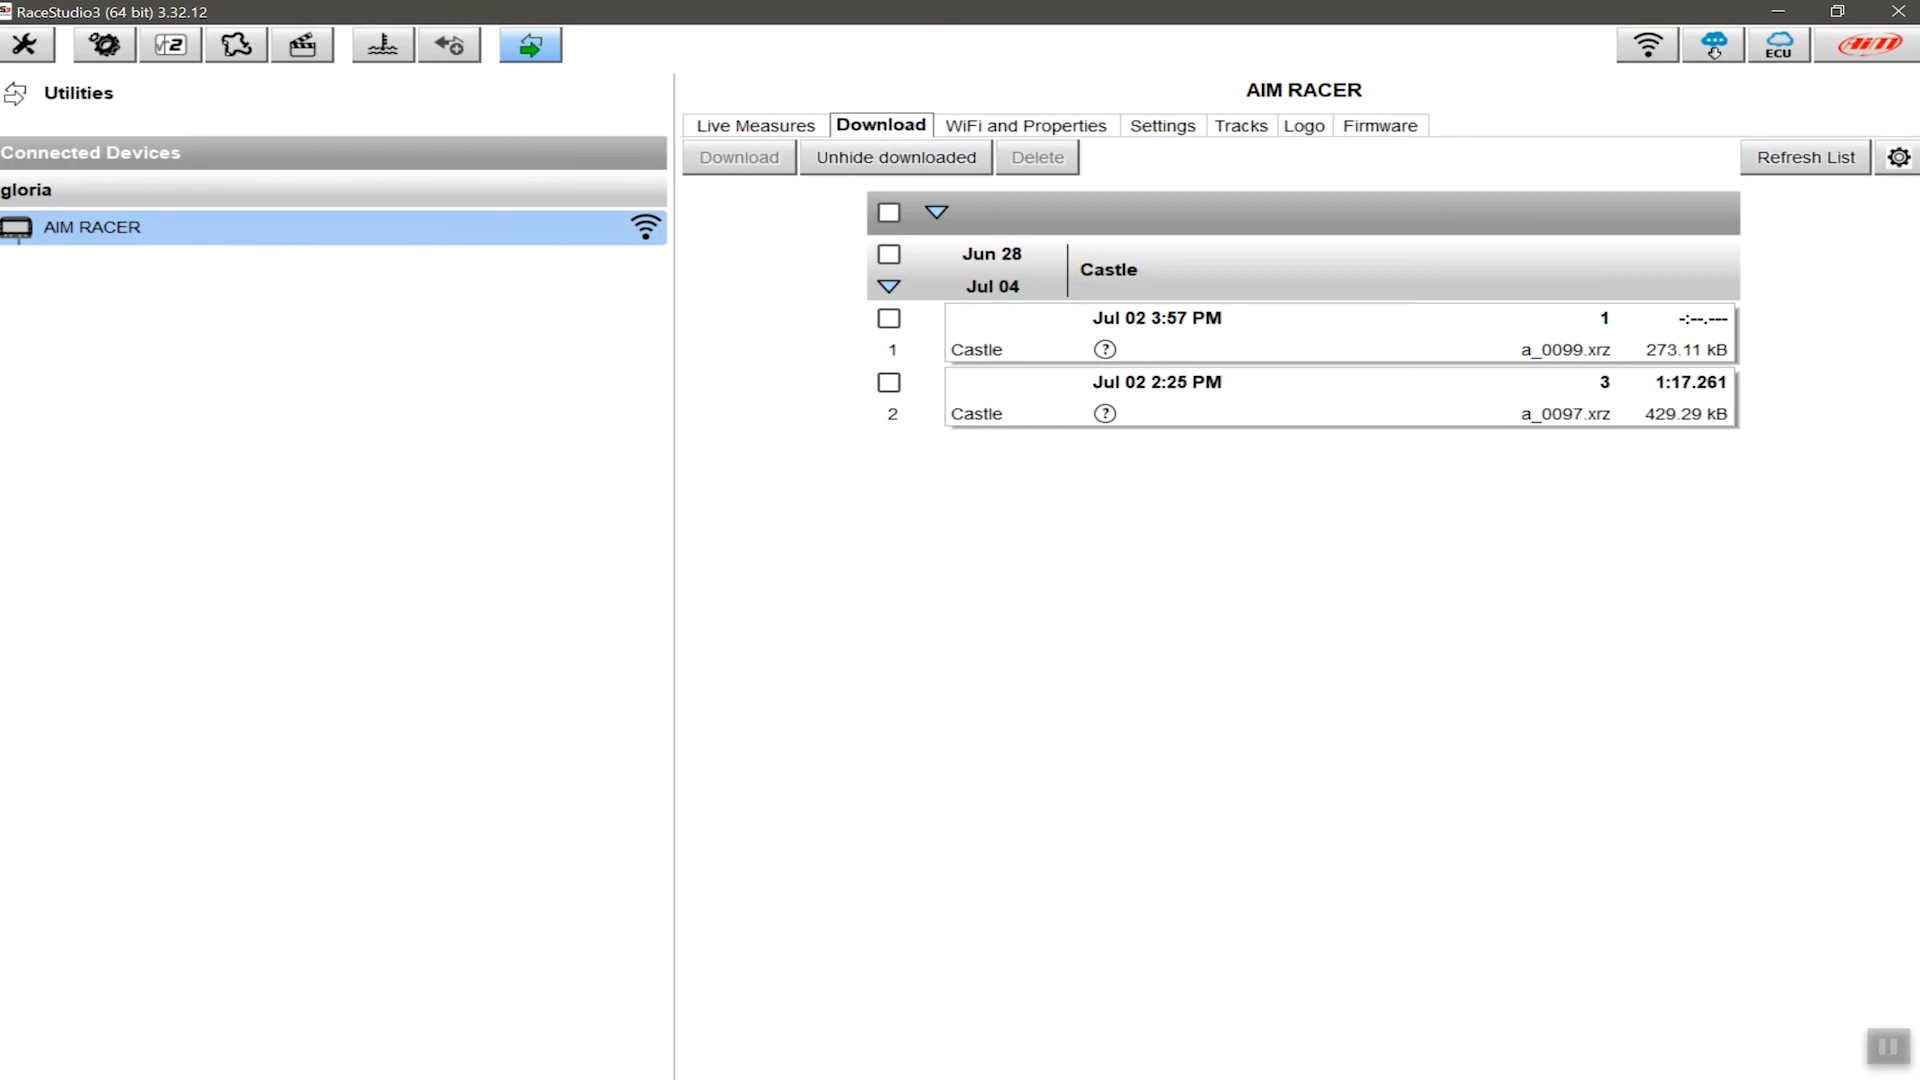 RaceStudio3 (64 bit) 3.32.12
ECU
AiM
Utilities
AIM RACER
Live Measures Download WiFi and Properties Settings Tracks Logo Firmware
Connected Devices
Download Unhide downloaded Delete Refresh List
gloria
AIM RACER
Jun 28
Jul 04
Castle
Jul 02 3:57 PM 1 -:--.---
1 Castle ? a_0099.xrz 273.11 kB
Jul 02 2:25 PM 3 1:17.261
2 Castle ? a_0097.xrz 429.29 kB